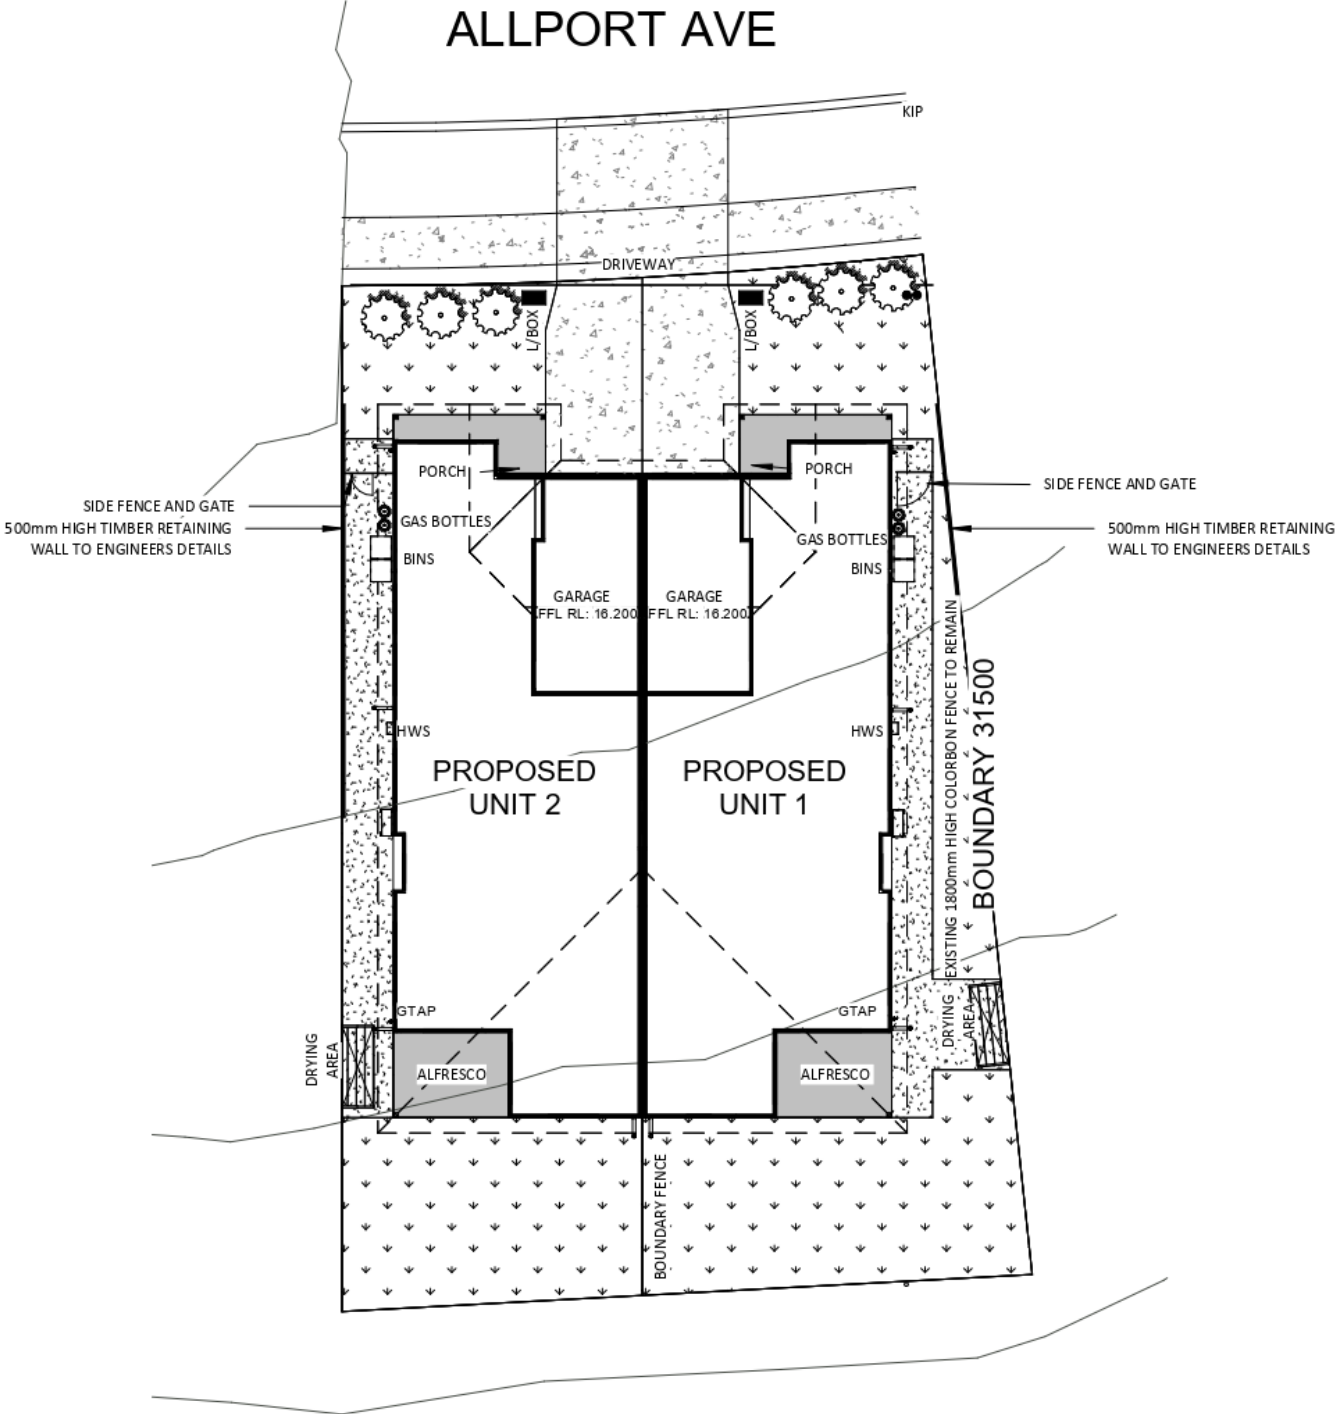 ALLPORT AVE
KIP
DRIVEWAY
L/BOX
L/BOX
PORCH
PORCH
SIDE FENCE AND GATE
500mm HIGH TIMBER RETAINING
WALL TO ENGINEERS DETAILS
SIDE FENCE AND GATE
500mm HIGH TIMBER RETAINING
WALL TO ENGINEERS DETAILS
GAS BOTTLES
BINS
GAS BOTTLES
BINS
GARAGE
FFL RL: 16.200
GARAGE
FFL RL: 16.200
HWS
HWS
PROPOSED
UNIT 2
PROPOSED
UNIT 1
EXISTING 1800mm HIGH COLORBON FENCE TO REMAIN
BOUNDARY 31500
GTAP
GTAP
DRYING
AREA
DRYING
AREA
ALFRESCO
ALFRESCO
BOUNDARY FENCE